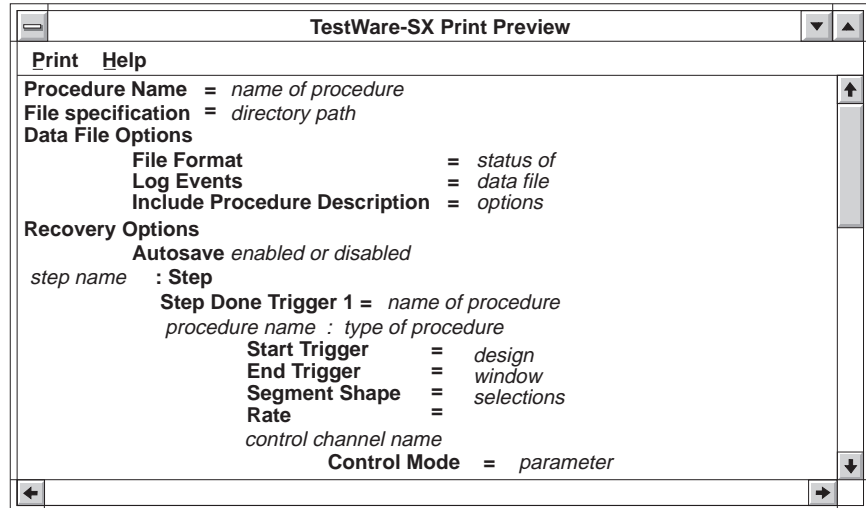 TestWare-SX Print Preview
Print Help
Procedure Name = name of procedure
File specification = directory path
Data File Options
File Format = status of
Log Events = data file
Include Procedure Description = options
Recovery Options
Autosave enabled or disabled
step name : Step
Step Done Trigger 1 = name of procedure
procedure name : type of procedure
Start Trigger = design
End Trigger = window
Segment Shape = selections
Rate =
control channel name
Control Mode = parameter